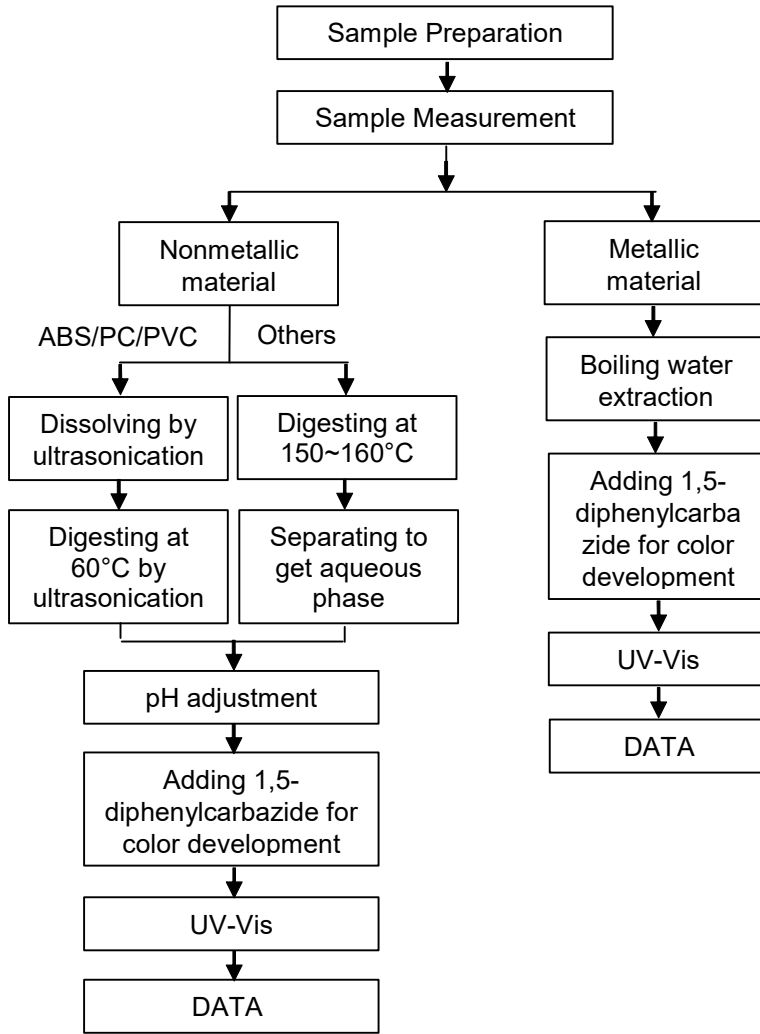 Sample Preparation
Sample Measurement
Nonmetallic
material
ABS/PC/PVC
Others
Dissolving by
ultrasonication
Digesting at
150~160°C
Digesting at
60°C by
ultrasonication
Separating to
get aqueous
phase
pH adjustment
Adding 1,5-
diphenylcarbazide for
color development
UV-Vis
DATA
Metallic
material
Boiling water
extraction
Adding 1,5-
diphenylcarba
zide for color
development
UV-Vis
DATA